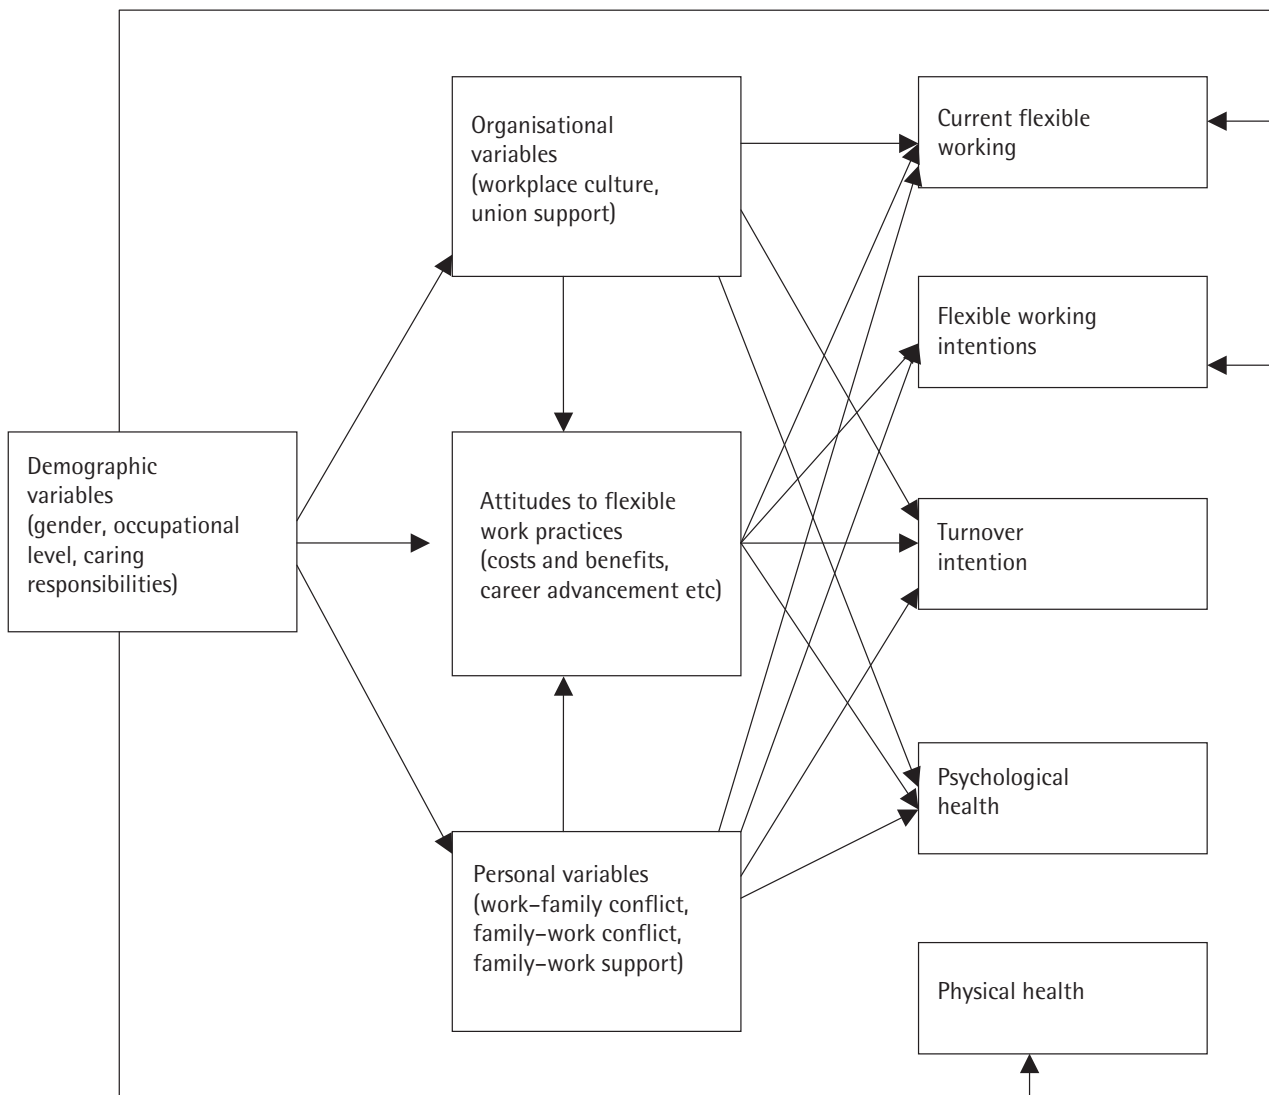 Organisational
variables
(workplace culture,
union support)
Current flexible
working
Flexible working
intentions
Demographic
variables
(gender, occupational
level, caring
responsibilities)
Attitudes to flexible
work practices
(costs and benefits,
career advancement etc)
Turnover
intention
Psychological
health
Personal variables
(work–family conflict,
family–work conflict,
family–work support)
Physical health